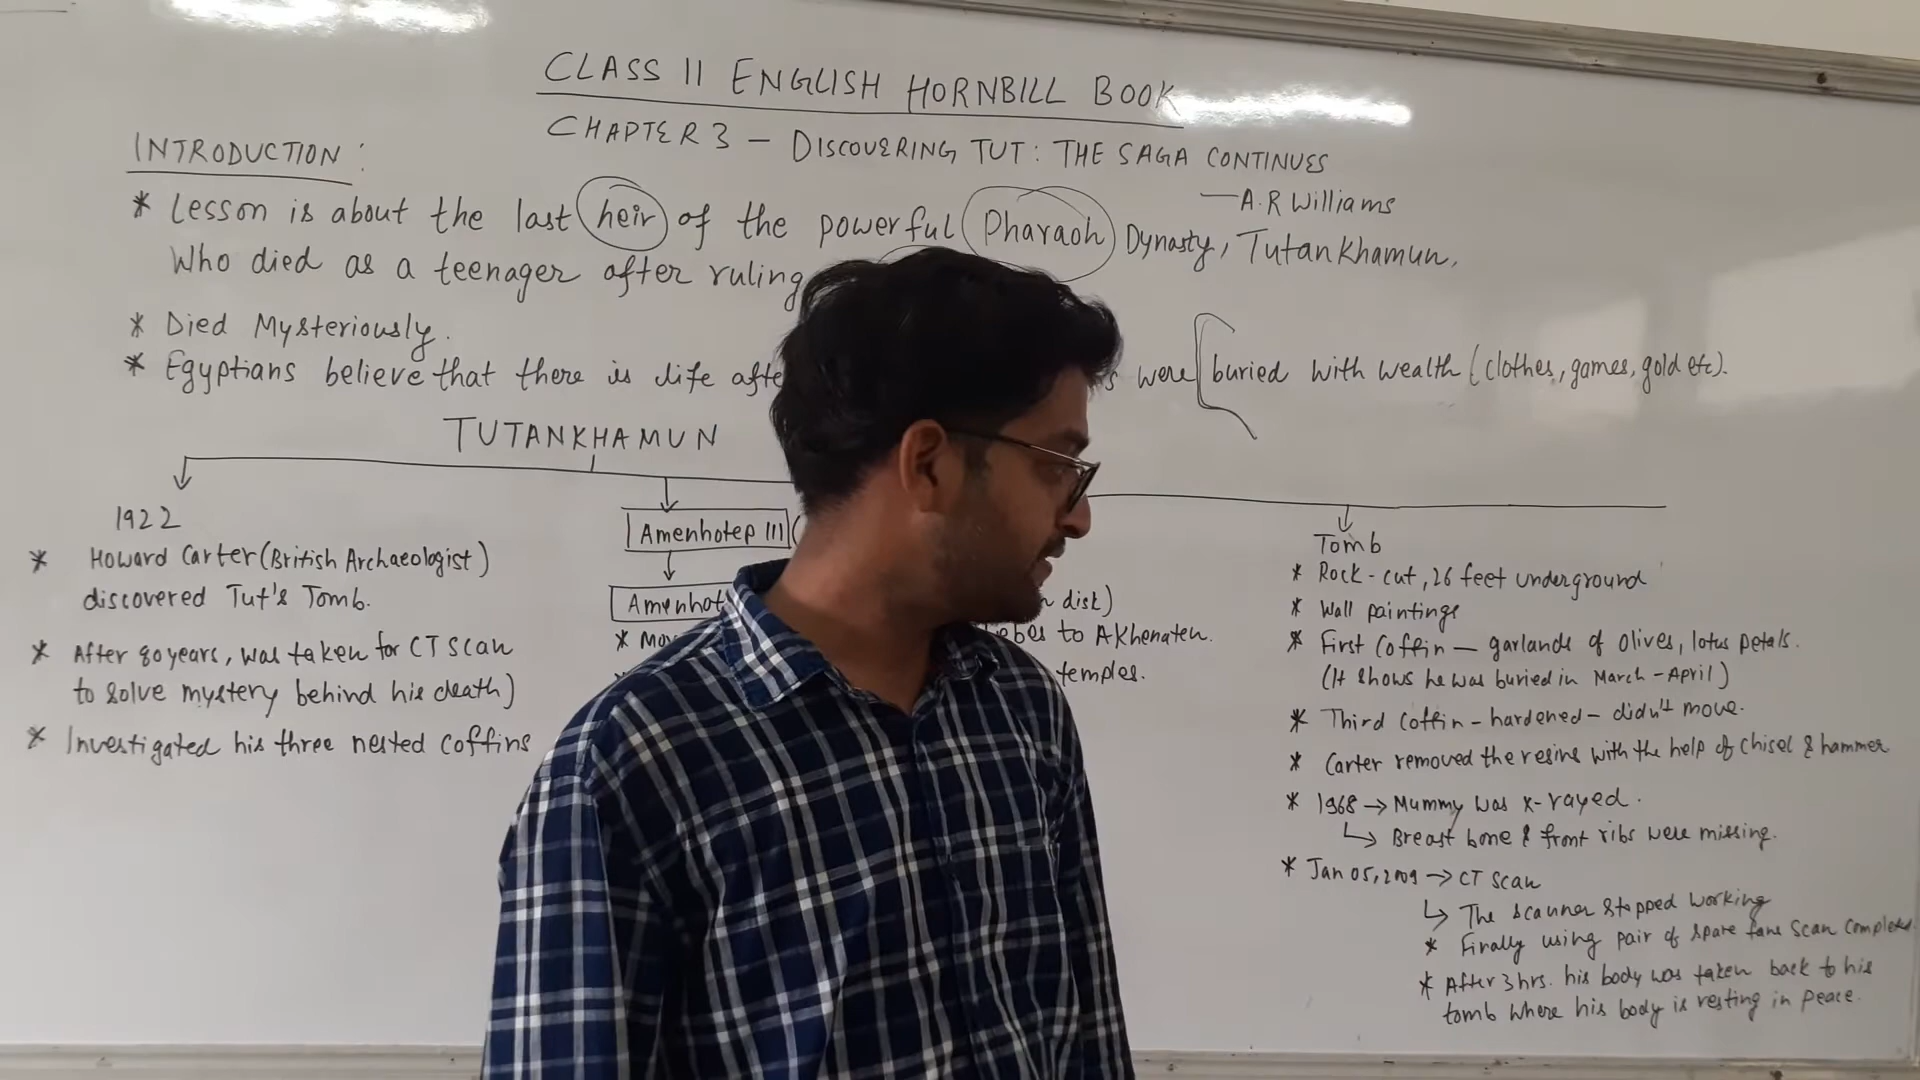 CLASS 11 ENGLISH HORNBILL BOOK
CHAPTER 3 – DISCOVERING TUT: THE SAGA CONTINUES
—A.R Williams
INTRODUCTION:
* Lesson is about the last heir of the powerful Pharaoh Dynasty, Tutankhamun,
Who died as a teenager after ruling
* Died Mysteriously.
* Egyptians believe that there is life
were buried with wealth (clothes, games, gold etc).
TUTANKHAMUN
1922
* Howard Carter (British Archaeologist)
discovered Tut's Tomb.
* After 80 years, was taken for CT Scan
to solve mystery behind his death)
* Investigated his three nested coffins
Amenhotep III (
disk)
to Akhenaten.
temples.
Tomb
* Rock-cut, 26 feet underground
* Wall paintings
* First Coffin — garlands of olives, lotus petals.
(It shows he was buried in March-April)
* Third Coffin – hardened – didn't move.
* Carter removed the resins with the help of chisel & hammer
* 1968 → Mummy was X-rayed.
↳ Breast bone & front ribs were missing.
* Jan 05, → CT Scan
↳ The scanner stopped working
* Finally using pair of spare fans Scan
* After 3 hrs. his body was taken back to his
tomb where his body is resting in peace.